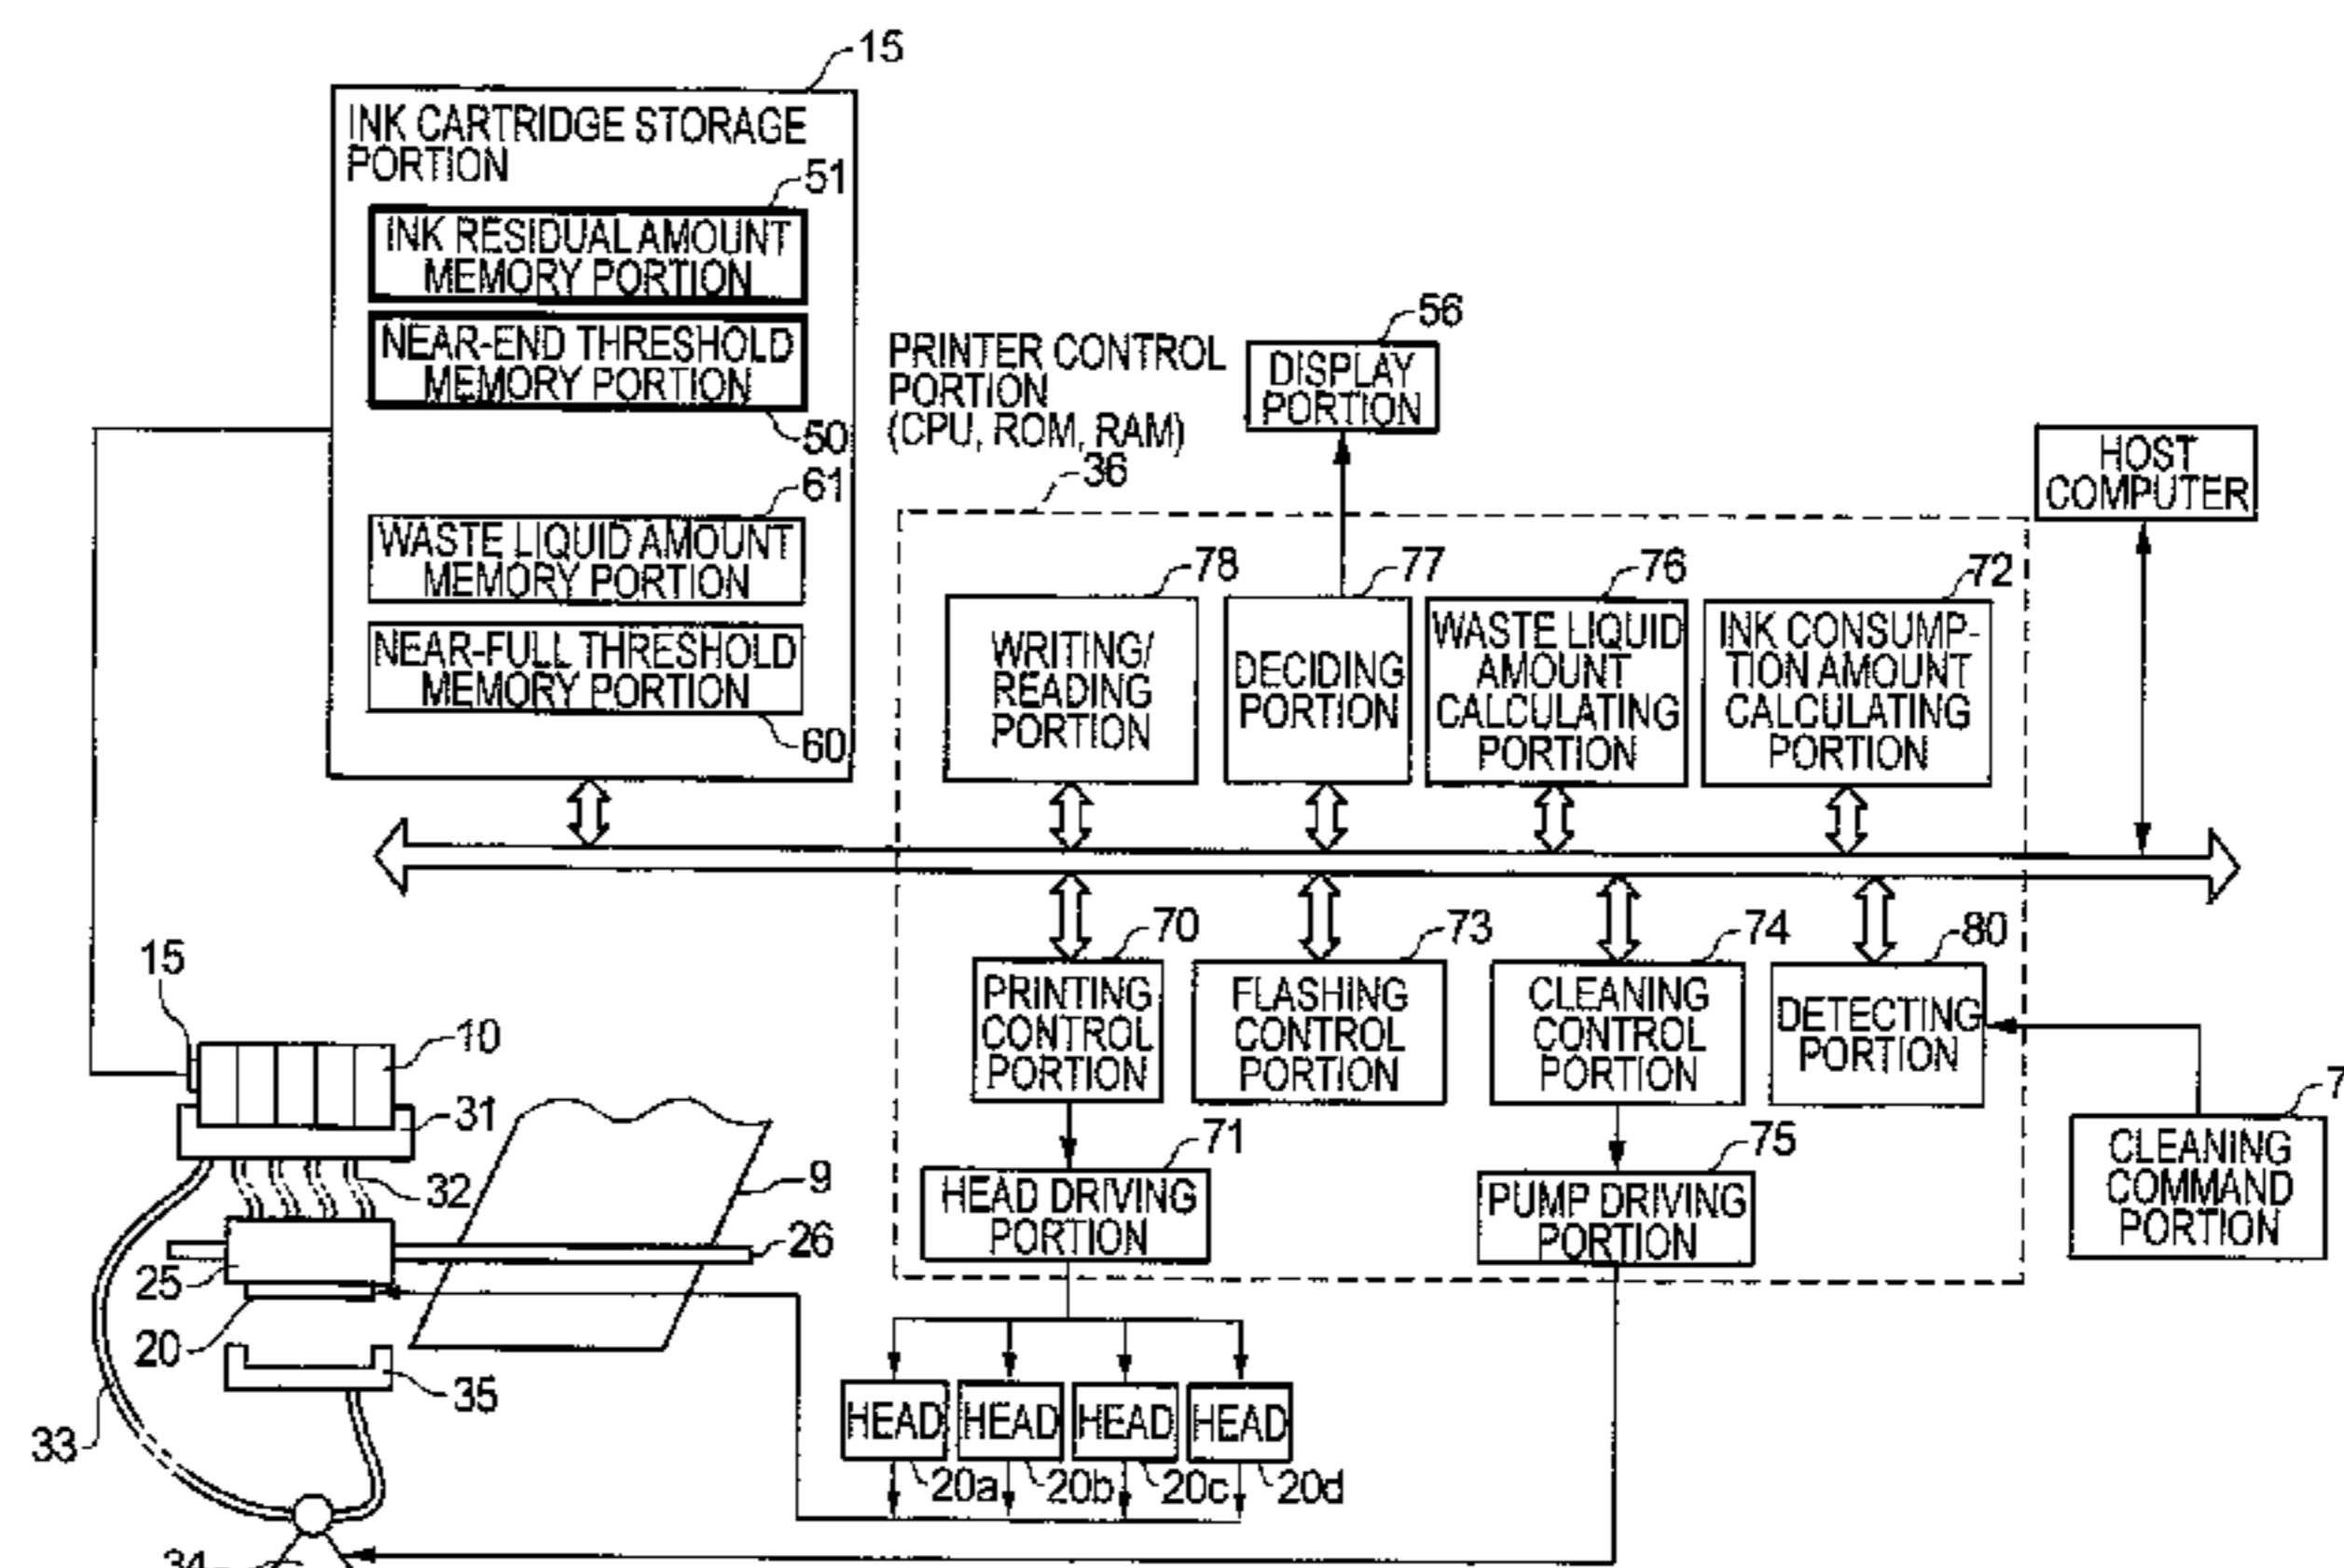 15
INK CARTRIDGE STORAGE
PORTION
51
INK RESIDUAL AMOUNT
MEMORY PORTION
NEAR-END THRESHOLD
MEMORY PORTION
50
61
WASTE LIQUID AMOUNT
MEMORY PORTION
NEAR-FULL THRESHOLD
MEMORY PORTION
60
PRINTER CONTROL
PORTION
(CPU, ROM, RAM)
36
56
DISPLAY
PORTION
HOST
COMPUTER
78
WRITING/
READING
PORTION
77
DECIDING
PORTION
76
WASTE LIQUID
AMOUNT
CALCULATING
PORTION
72
INK CONSUMP-
TION AMOUNT
CALCULATING
PORTION
70
PRINTING
CONTROL
PORTION
73
FLASHING
CONTROL
PORTION
74
CLEANING
CONTROL
PORTION
80
DETECTING
PORTION
71
HEAD DRIVING
PORTION
75
PUMP DRIVING
PORTION
7
CLEANING
COMMAND
PORTION
15
10
31
32
9
26
25
20
35
33
34
HEAD
HEAD
HEAD
HEAD
20a
20b
20c
20d